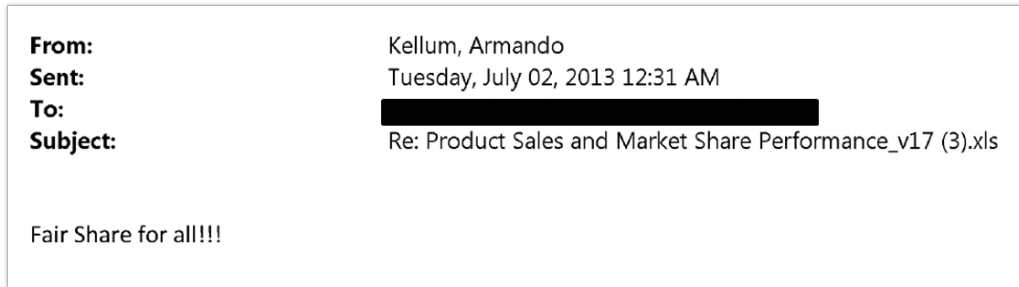 From: Kellum, Armando
Sent: Tuesday, July 02, 2013 12:31 AM
To:
Subject: Re: Product Sales and Market Share Performance_v17 (3).xls
Fair Share for all!!!